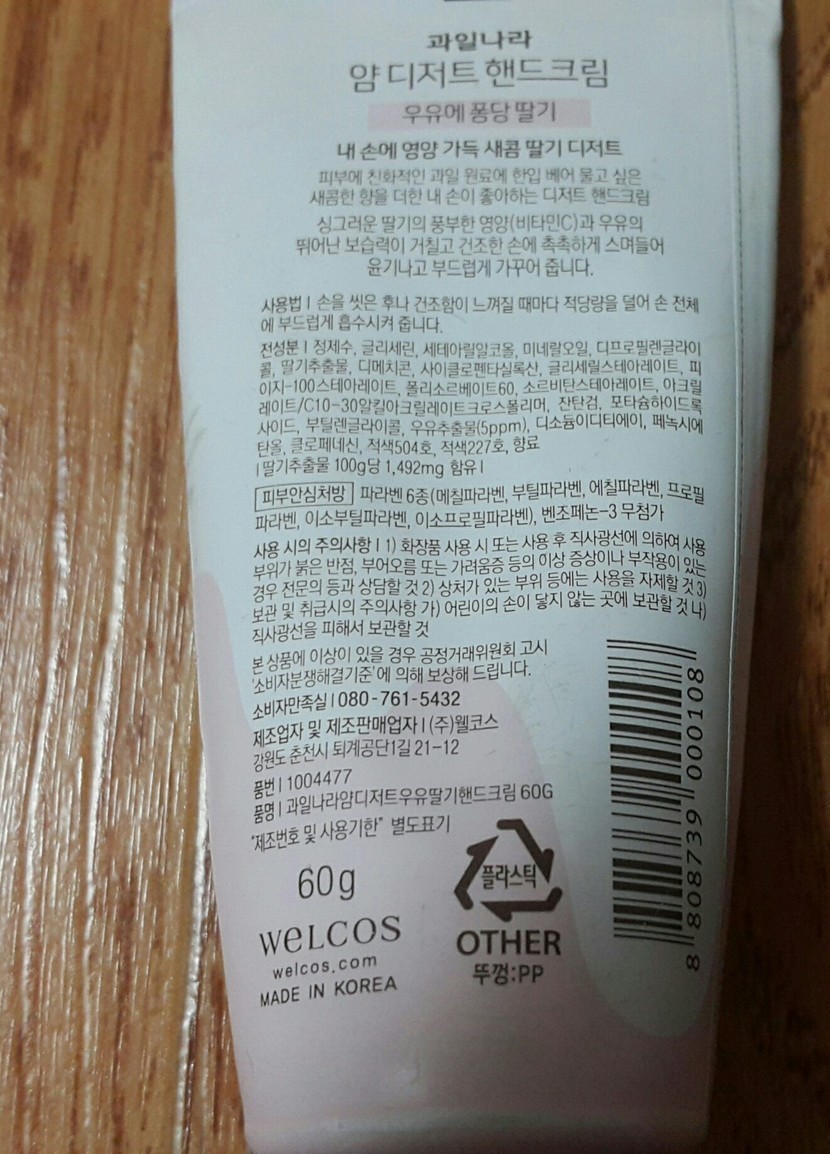 과일나라
얌 디저트 핸드크림
우유에 퐁당 딸기
내 손에 영양 가득 새콤 딸기 디저트
피부에 친화적인 과일 원료에 한입 베어 물고 싶은
새콤한 향을 더한 내 손이 좋아하는 디저트 핸드크림
싱그러운 딸기의 풍부한 영양(비타민C)과 우유의
뛰어난 보습력이 거칠고 건조한 손에 촉촉하게 스며들어
윤기나고 부드럽게 가꾸어 줍니다.
사용법 | 손을 씻은 후나 건조함이 느껴질 때마다 적당량을 덜어 손 전체
에 부드럽게 흡수시켜 줍니다.
전성분 | 정제수, 글리세린, 세테아릴알코올, 미네랄오일, 디프로필렌글라이
콜, 딸기추출물, 디메치콘, 사이클로펜타실록산, 글리세릴스테아레이트, 피
이지-100스테아레이트, 폴리소르베이트60, 소르비탄스테아레이트, 아크릴
레이트/C10-30알킬아크릴레이트크로스폴리머, 잔탄검, 포타슘하이드록
사이드, 부틸렌글라이콜, 우유추출물(5ppm), 디소듐이디티에이, 페녹시에
탄올, 클로페네신, 적색504호, 적색227호, 향료
| 딸기추출물 100g당 1,492mg 함유 |
피부안심처방 파라벤 6종(메칠파라벤, 부틸파라벤, 에칠파라벤, 프로필
파라벤, 이소부틸파라벤, 이소프로필파라벤), 벤조페논-3 무첨가
사용 시의 주의사항 | 1) 화장품 사용 시 또는 사용 후 직사광선에 의하여 사용
부위가 붉은 반점, 부어오름 또는 가려움증 등의 이상 증상이나 부작용이 있는
경우 전문의 등과 상담할 것 2) 상처가 있는 부위 등에는 사용을 자제할 것 3)
보관 및 취급시의 주의사항 가) 어린이의 손이 닿지 않는 곳에 보관할 것 나)
직사광선을 피해서 보관할 것
본 상품에 이상이 있을 경우 공정거래위원회 고시
'소비자분쟁해결기준'에 의해 보상해 드립니다.
소비자만족실 | 080-761-5432
제조업자 및 제조판매업자 | (주)웰코스
강원도 춘천시 퇴계공단1길 21-12
품번 | 1004477
품명 | 과일나라얌디저트우유딸기핸드크림 60G
"제조번호 및 사용기한" 별도표기
60g
WeLCOS
welcos.com
MADE IN KOREA
플라스틱
OTHER
뚜껑:PP
8 808739 000108